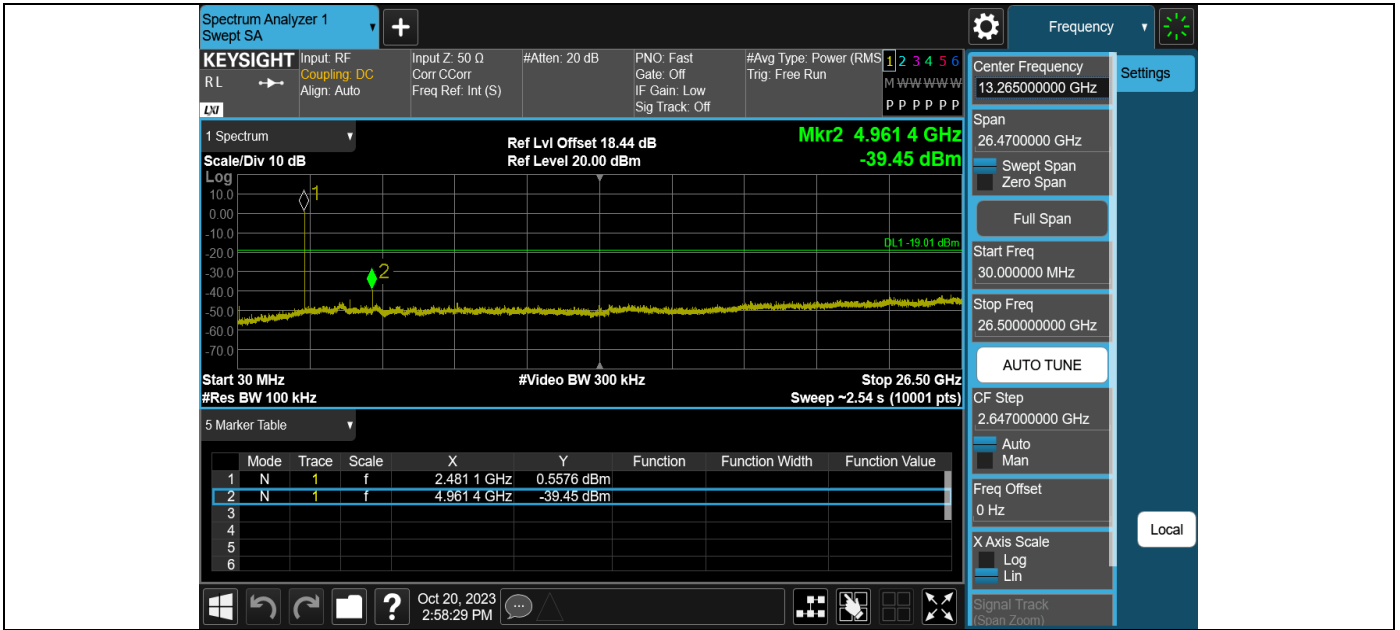 Spectrum Analyzer 1
Swept SA
+
Frequency
KEYSIGHT
RL
LXI
Input: RF
Coupling: DC
Align: Auto
Input Z: 50 Ω
Corr CCorr
Freq Ref: Int (S)
#Atten: 20 dB
PNO: Fast
Gate: Off
IF Gain: Low
Sig Track: Off
#Avg Type: Power (RMS
Trig: Free Run
1 2 3 4 5 6
M W W W W W
P P P P P P
1 Spectrum
Scale/Div 10 dB
Ref Lvl Offset 18.44 dB
Ref Level 20.00 dBm
Mkr2 4.961 4 GHz
-39.45 dBm
Log
10.0
0.00
-10.0
-20.0
-30.0
-40.0
-50.0
-60.0
-70.0
1
2
DL1 -19.01 dBm
Start 30 MHz
#Video BW 300 kHz
Stop 26.50 GHz
#Res BW 100 kHz
Sweep ~2.54 s (10001 pts)
5 Marker Table
Mode Trace Scale X Y Function Function Width Function Value
1 N 1 f 2.481 1 GHz 0.5576 dBm
2 N 1 f 4.961 4 GHz -39.45 dBm
3
4
5
6
?
Oct 20, 2023
2:58:29 PM
Center Frequency
13.265000000 GHz
Settings
Span
26.4700000 GHz
Swept Span
Zero Span
Full Span
Start Freq
30.000000 MHz
Stop Freq
26.500000000 GHz
AUTO TUNE
CF Step
2.647000000 GHz
Auto
Man
Freq Offset
0 Hz
X Axis Scale
Log
Lin
Local
Signal Track
(Span Zoom)